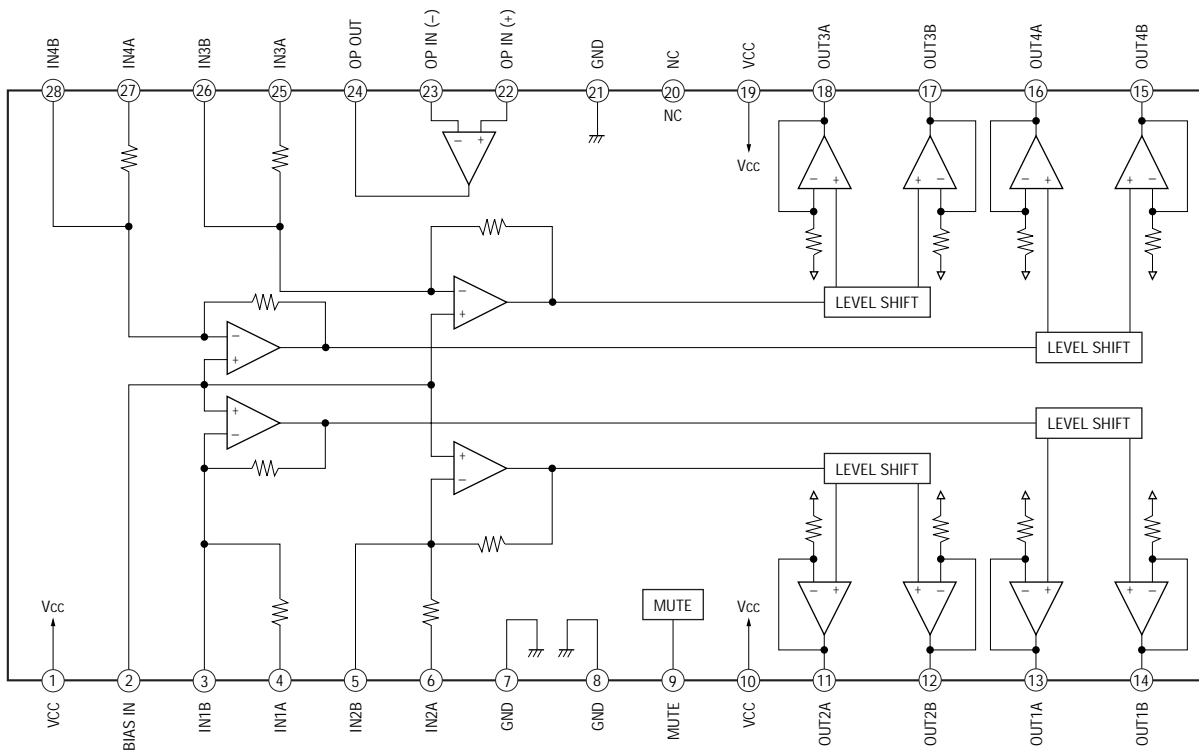 IN4B
IN4A
IN3B
IN3A
OP OUT
OP IN (−)
OP IN (+)
GND
NC
VCC
OUT3A
OUT3B
OUT4A
OUT4B
28
27
26
25
24
23
22
21
20
19
18
17
16
15
NC
Vcc
− +
− +
+ −
− +
+ −
−
+
LEVEL SHIFT
−
+
LEVEL SHIFT
+
−
LEVEL SHIFT
+
−
LEVEL SHIFT
− +
+ −
− +
+ −
Vcc
MUTE
Vcc
1
2
3
4
5
6
7
8
9
10
11
12
13
14
VCC
BIAS IN
IN1B
IN1A
IN2B
IN2A
GND
GND
MUTE
VCC
OUT2A
OUT2B
OUT1A
OUT1B